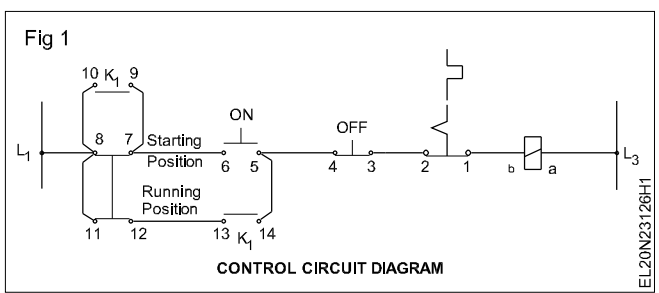 Fig 1
10 K1 9
ON
OFF
L1 8 7 Starting Position 6 5 4 3 2 1 b a L3
Running Position
11 12 13 K1 14
CONTROL CIRCUIT DIAGRAM
EL20N23126H1